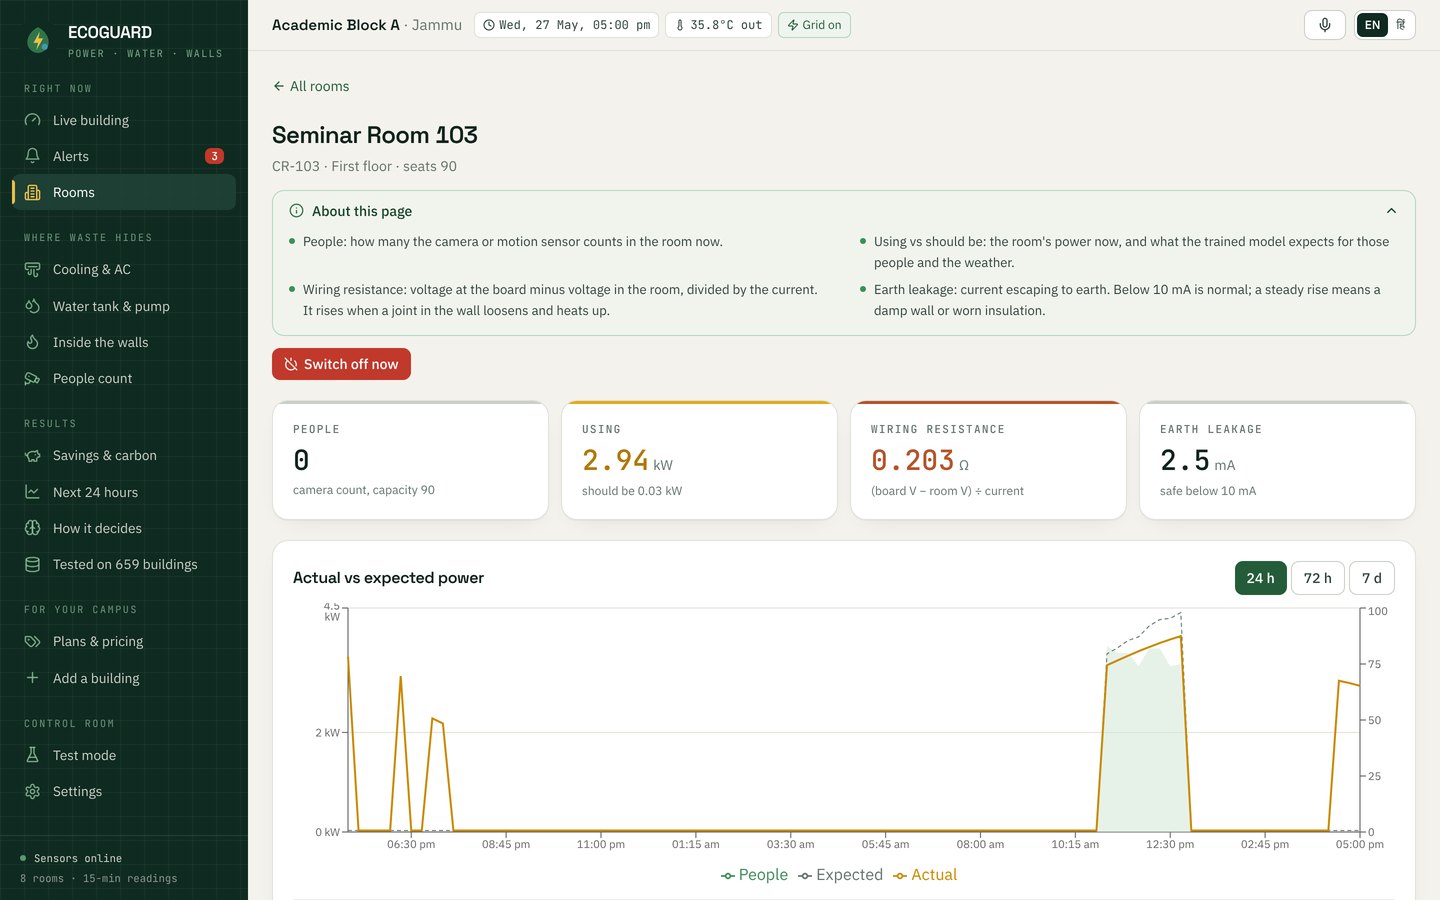 ECOGUARD
POWER · WATER · WALLS
RIGHT NOW
Live building
Alerts
3
Rooms
WHERE WASTE HIDES
Cooling & AC
Water tank & pump
Inside the walls
People count
RESULTS
Savings & carbon
Next 24 hours
How it decides
Tested on 659 buildings
FOR YOUR CAMPUS
Plans & pricing
Add a building
CONTROL ROOM
Test mode
Settings
Sensors online
8 rooms · 15-min readings
Academic Block A · Jammu
Wed, 27 May, 05:00 pm
35.8°C out
Grid on
EN
हिं
All rooms
Seminar Room 103
CR-103 · First floor · seats 90
About this page
People: how many the camera or motion sensor counts in the room now.
Using vs should be: the room's power now, and what the trained model expects for those
people and the weather.
Wiring resistance: voltage at the board minus voltage in the room, divided by the current.
It rises when a joint in the wall loosens and heats up.
Earth leakage: current escaping to earth. Below 10 mA is normal; a steady rise means a
damp wall or worn insulation.
Switch off now
PEOPLE
0
camera count, capacity 90
USING
2.94 kW
should be 0.03 kW
WIRING RESISTANCE
0.203 Ω
(board V − room V) ÷ current
EARTH LEAKAGE
2.5 mA
safe below 10 mA
Actual vs expected power
24 h
72 h
7 d
4.5
kW
2 kW
0 kW
100
75
50
25
0
06:30 pm
08:45 pm
11:00 pm
01:15 am
03:30 am
05:45 am
08:00 am
10:15 am
12:30 pm
02:45 pm
05:00 pm
People
Expected
Actual